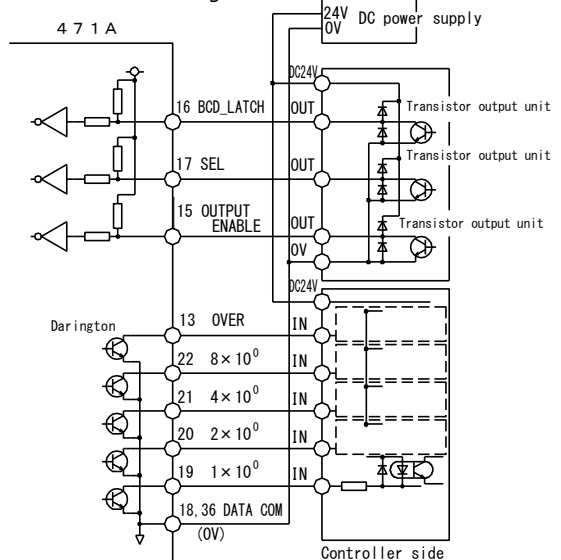 24V
0V
DC power supply
471A
DC24V
16 BCD_LATCH
OUT
Transistor output unit
17 SEL
OUT
Transistor output unit
15 OUTPUT
ENABLE
OUT
Transistor output unit
0V
DC24V
Darington
13 OVER
IN
22 8×10⁰
IN
21 4×10⁰
IN
20 2×10⁰
IN
19 1×10⁰
IN
18,36 DATA COM
(0V)
Controller side